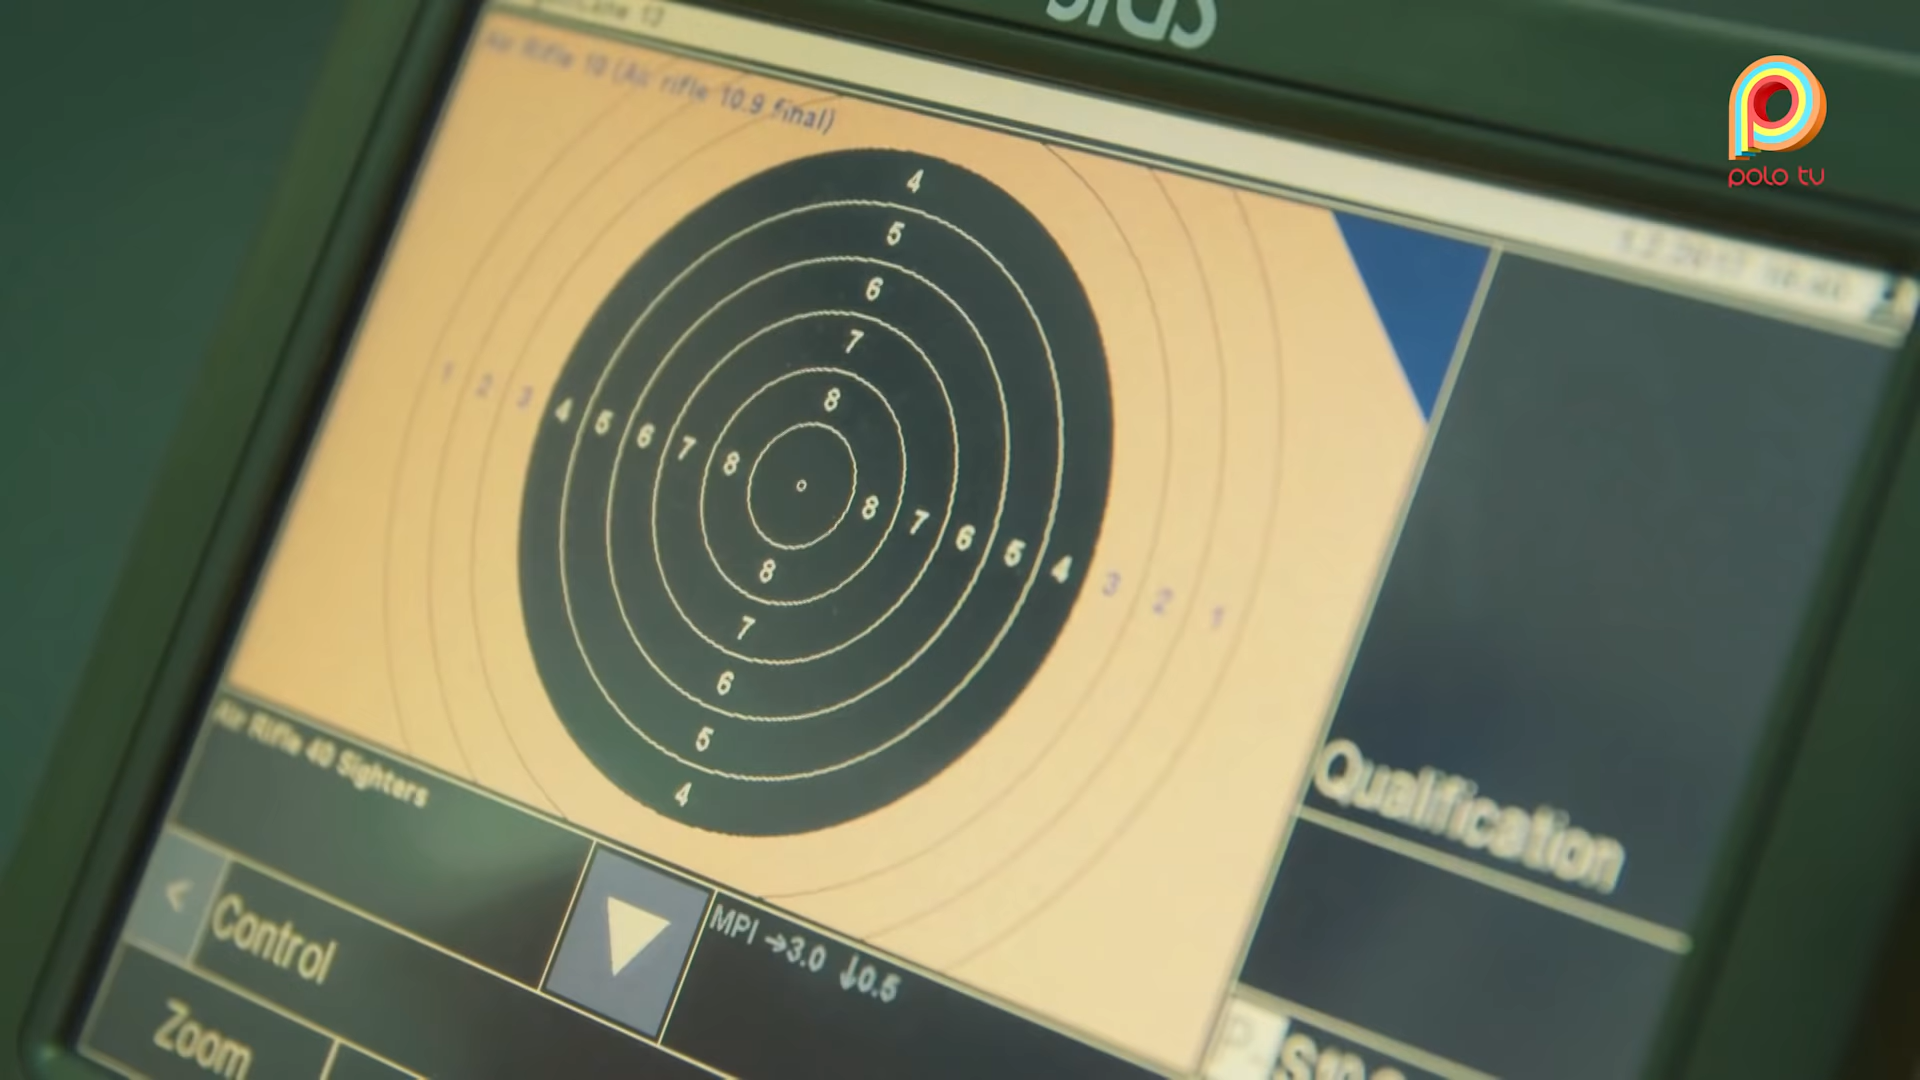 Air Rifle 10 (Air rifle 10.9 final)
polo tv
4
5
6
7
8
1 2 3 4 5 6 7 8
8 7 6 5 4 3 2 1
8
7
6
5
4
Qualification
Air Rifle 40 Sighters
< Control
MPI →3.0 ↓0.5
Zoom